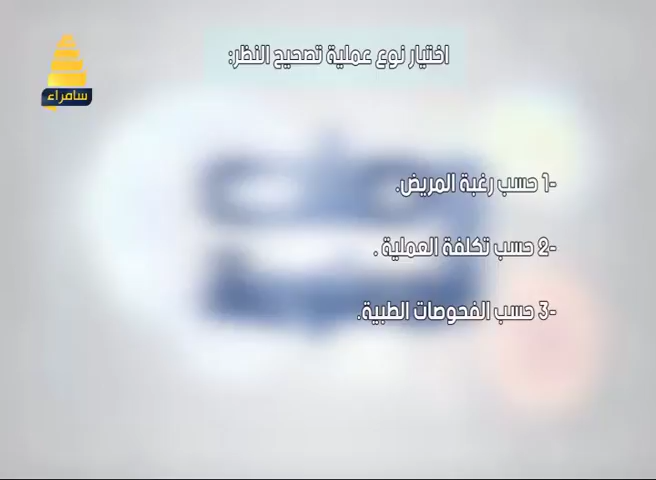 اختيار نوع عملية تصحيح النظر:
سامراء
1- حسب رغبة المريض.
2- حسب تكلفة العملية .
3- حسب الفحوصات الطبية.